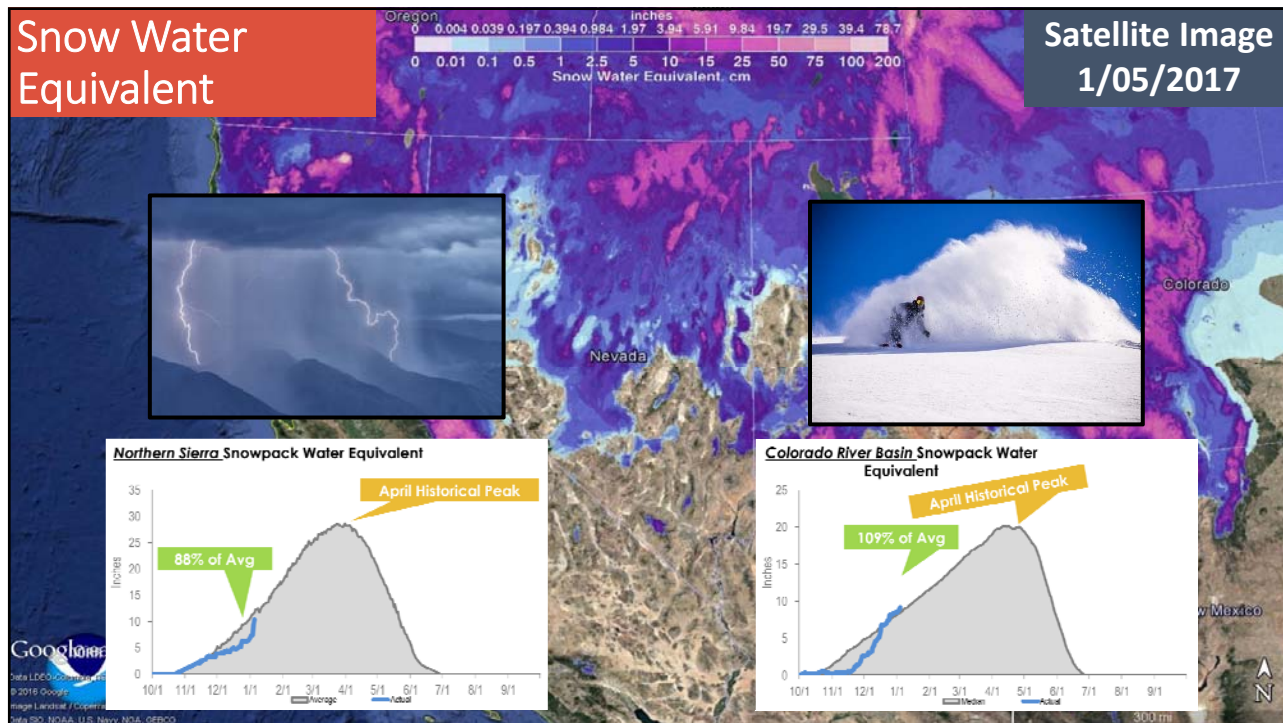 Snow Water
Equivalent
Oregon
inches
0 0.004 0.039 0.197 0.394 0.984 1.97 3.94 5.91 9.84 19.7 29.5 39.4 78.7
0 0.01 0.1 0.5 1 2.5 5 10 15 25 50 75 100 200
Snow Water Equivalent, cm
Satellite Image
1/05/2017
Colorado
Nevada
Northern Sierra Snowpack Water Equivalent
April Historical Peak
88% of Avg
Inches
35
30
25
20
15
10
5
0
10/1 11/1 12/1 1/1 2/1 3/1 4/1 5/1 6/1 7/1 8/1 9/1
Average Actual
Colorado River Basin Snowpack Water
Equivalent
April Historical Peak
109% of Avg
Inches
25
20
15
10
5
0
10/1 11/1 12/1 1/1 2/1 3/1 4/1 5/1 6/1 7/1 8/1 9/1
Median Actual
w Mexico
N
300 mi
Google
© 2016 Google
Data SIO, NOAA, U.S. Navy, NGA, GEBCO